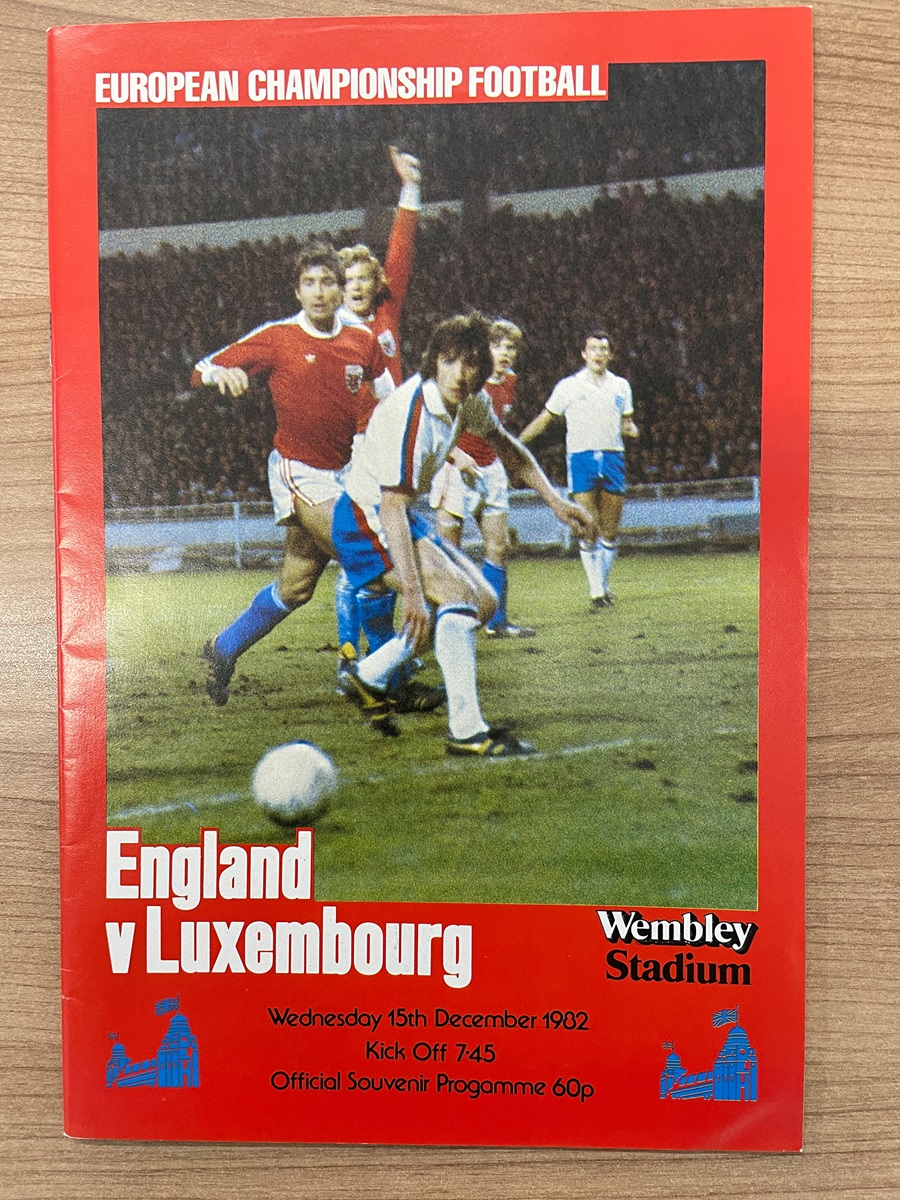 EUROPEAN CHAMPIONSHIP FOOTBALL
England
v Luxembourg
Wembley
Stadium
Wednesday 15th December 1982
Kick Off 7·45
Official Souvenir Progamme 60p